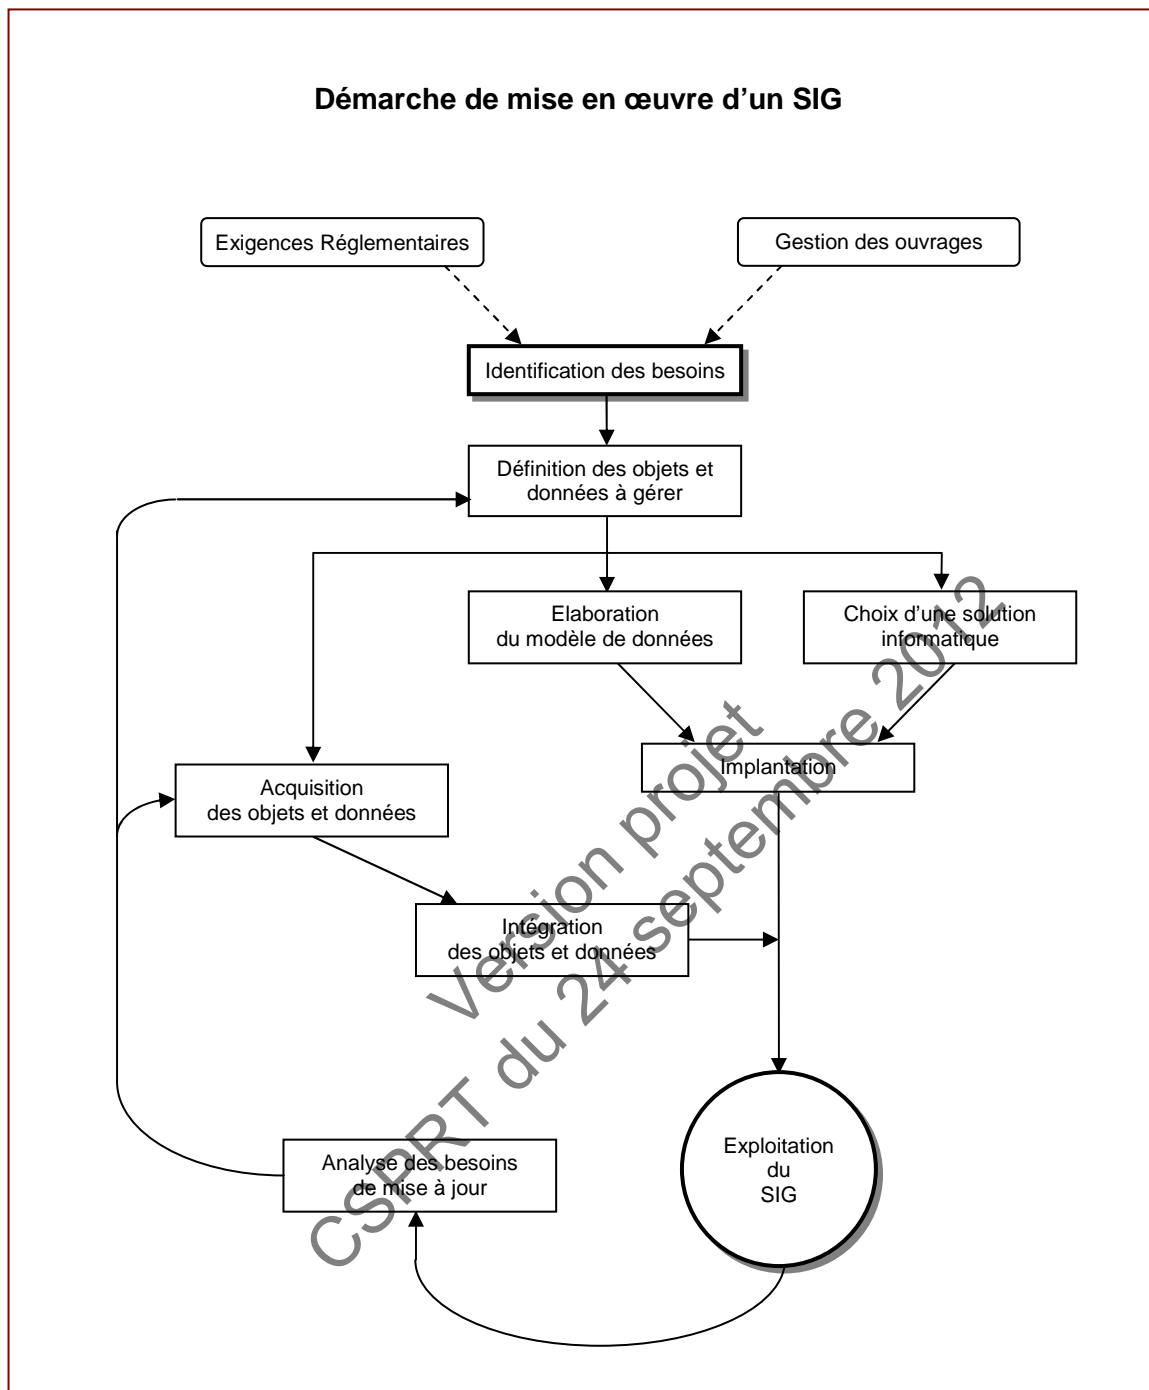 Démarche de mise en œuvre d'un SIG
Exigences Réglementaires
Gestion des ouvrages
Identification des besoins
Définition des objets et
données à gérer
Elaboration
du modèle de données
Choix d'une solution
informatique
Implantation
Acquisition
des objets et données
Intégration
des objets et données
Analyse des besoins
de mise à jour
Exploitation
du
SIG
Version projet
CSPRT du 24 septembre 2012